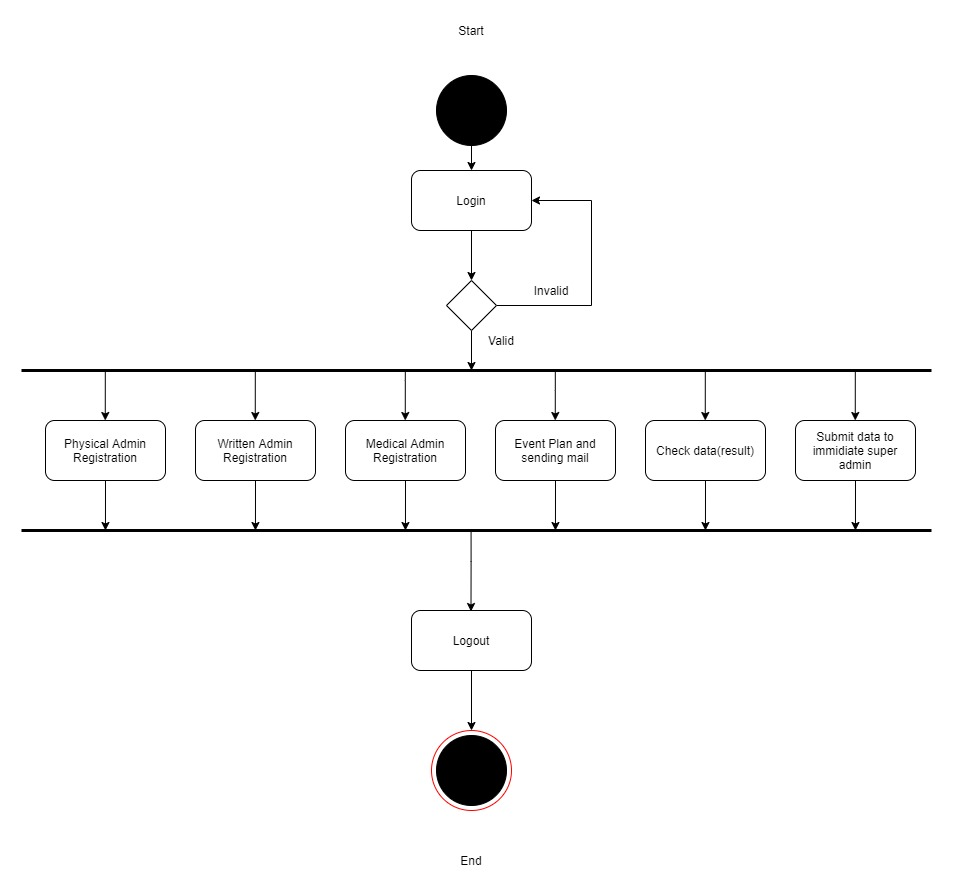 Start
Login
Invalid
Valid
Physical Admin
Registration
Written Admin
Registration
Medical Admin
Registration
Event Plan and
sending mail
Check data(result)
Submit data to
immidiate super
admin
Logout
End